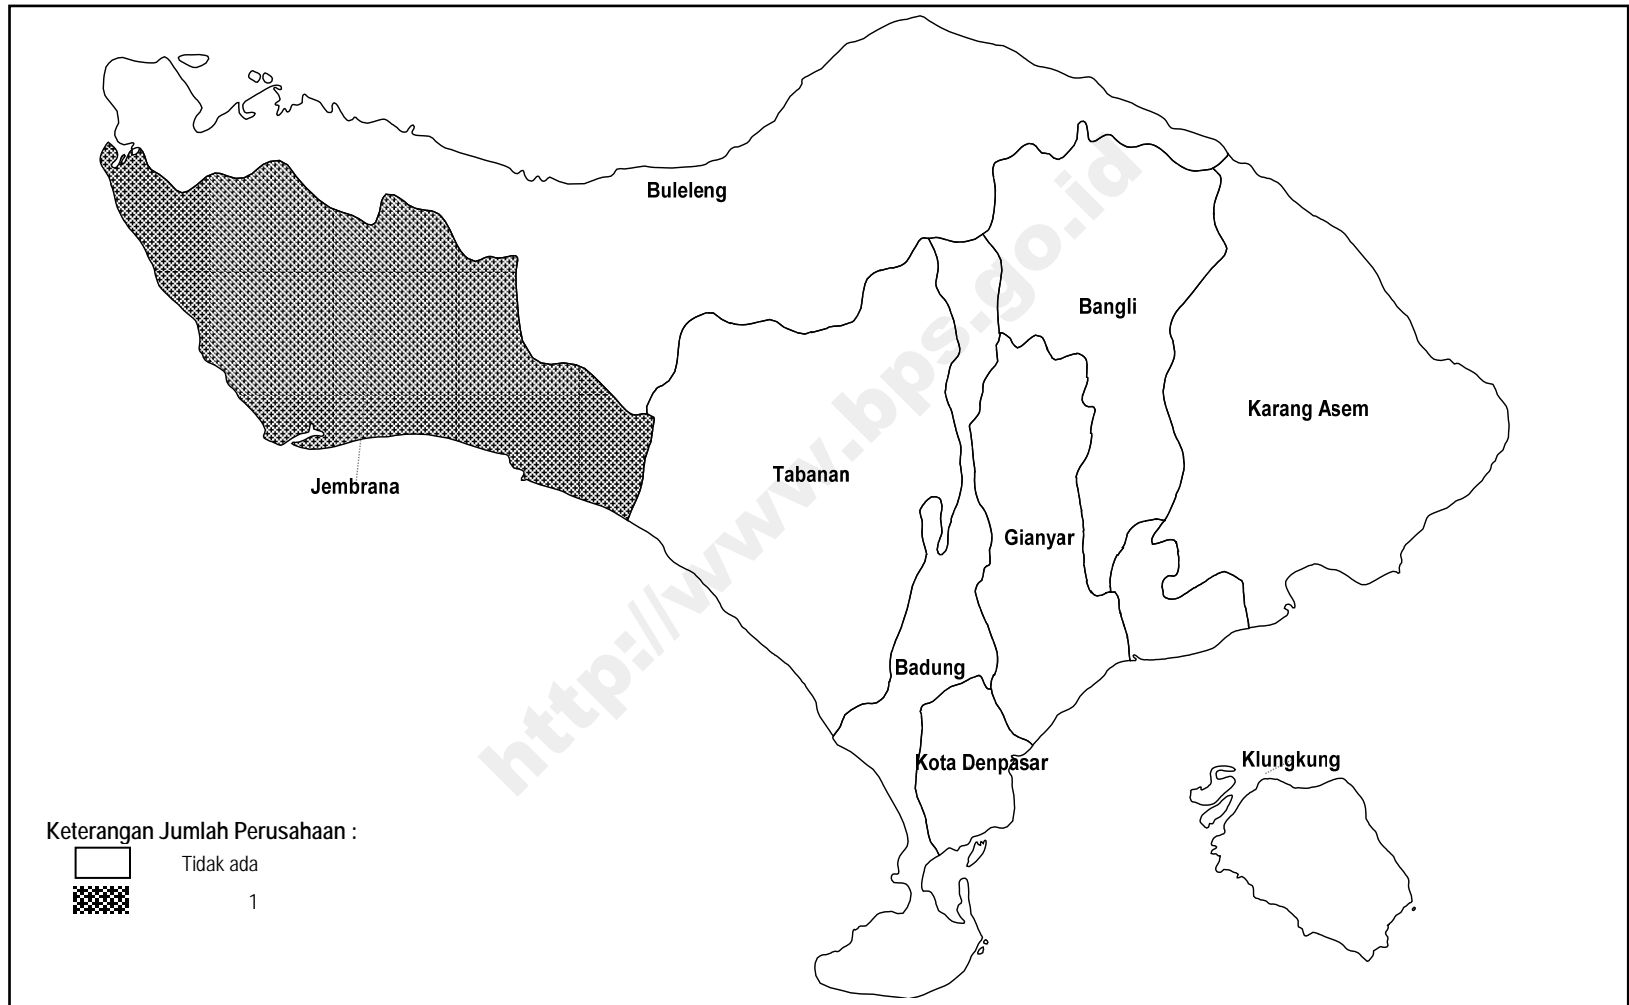 Buleleng
Bangli
Karang Asem
Tabanan
Jembrana
Gianyar
Badung
Kota Denpasar
Klungkung
Keterangan Jumlah Perusahaan :
Tidak ada
1
http://www.bps.go.id